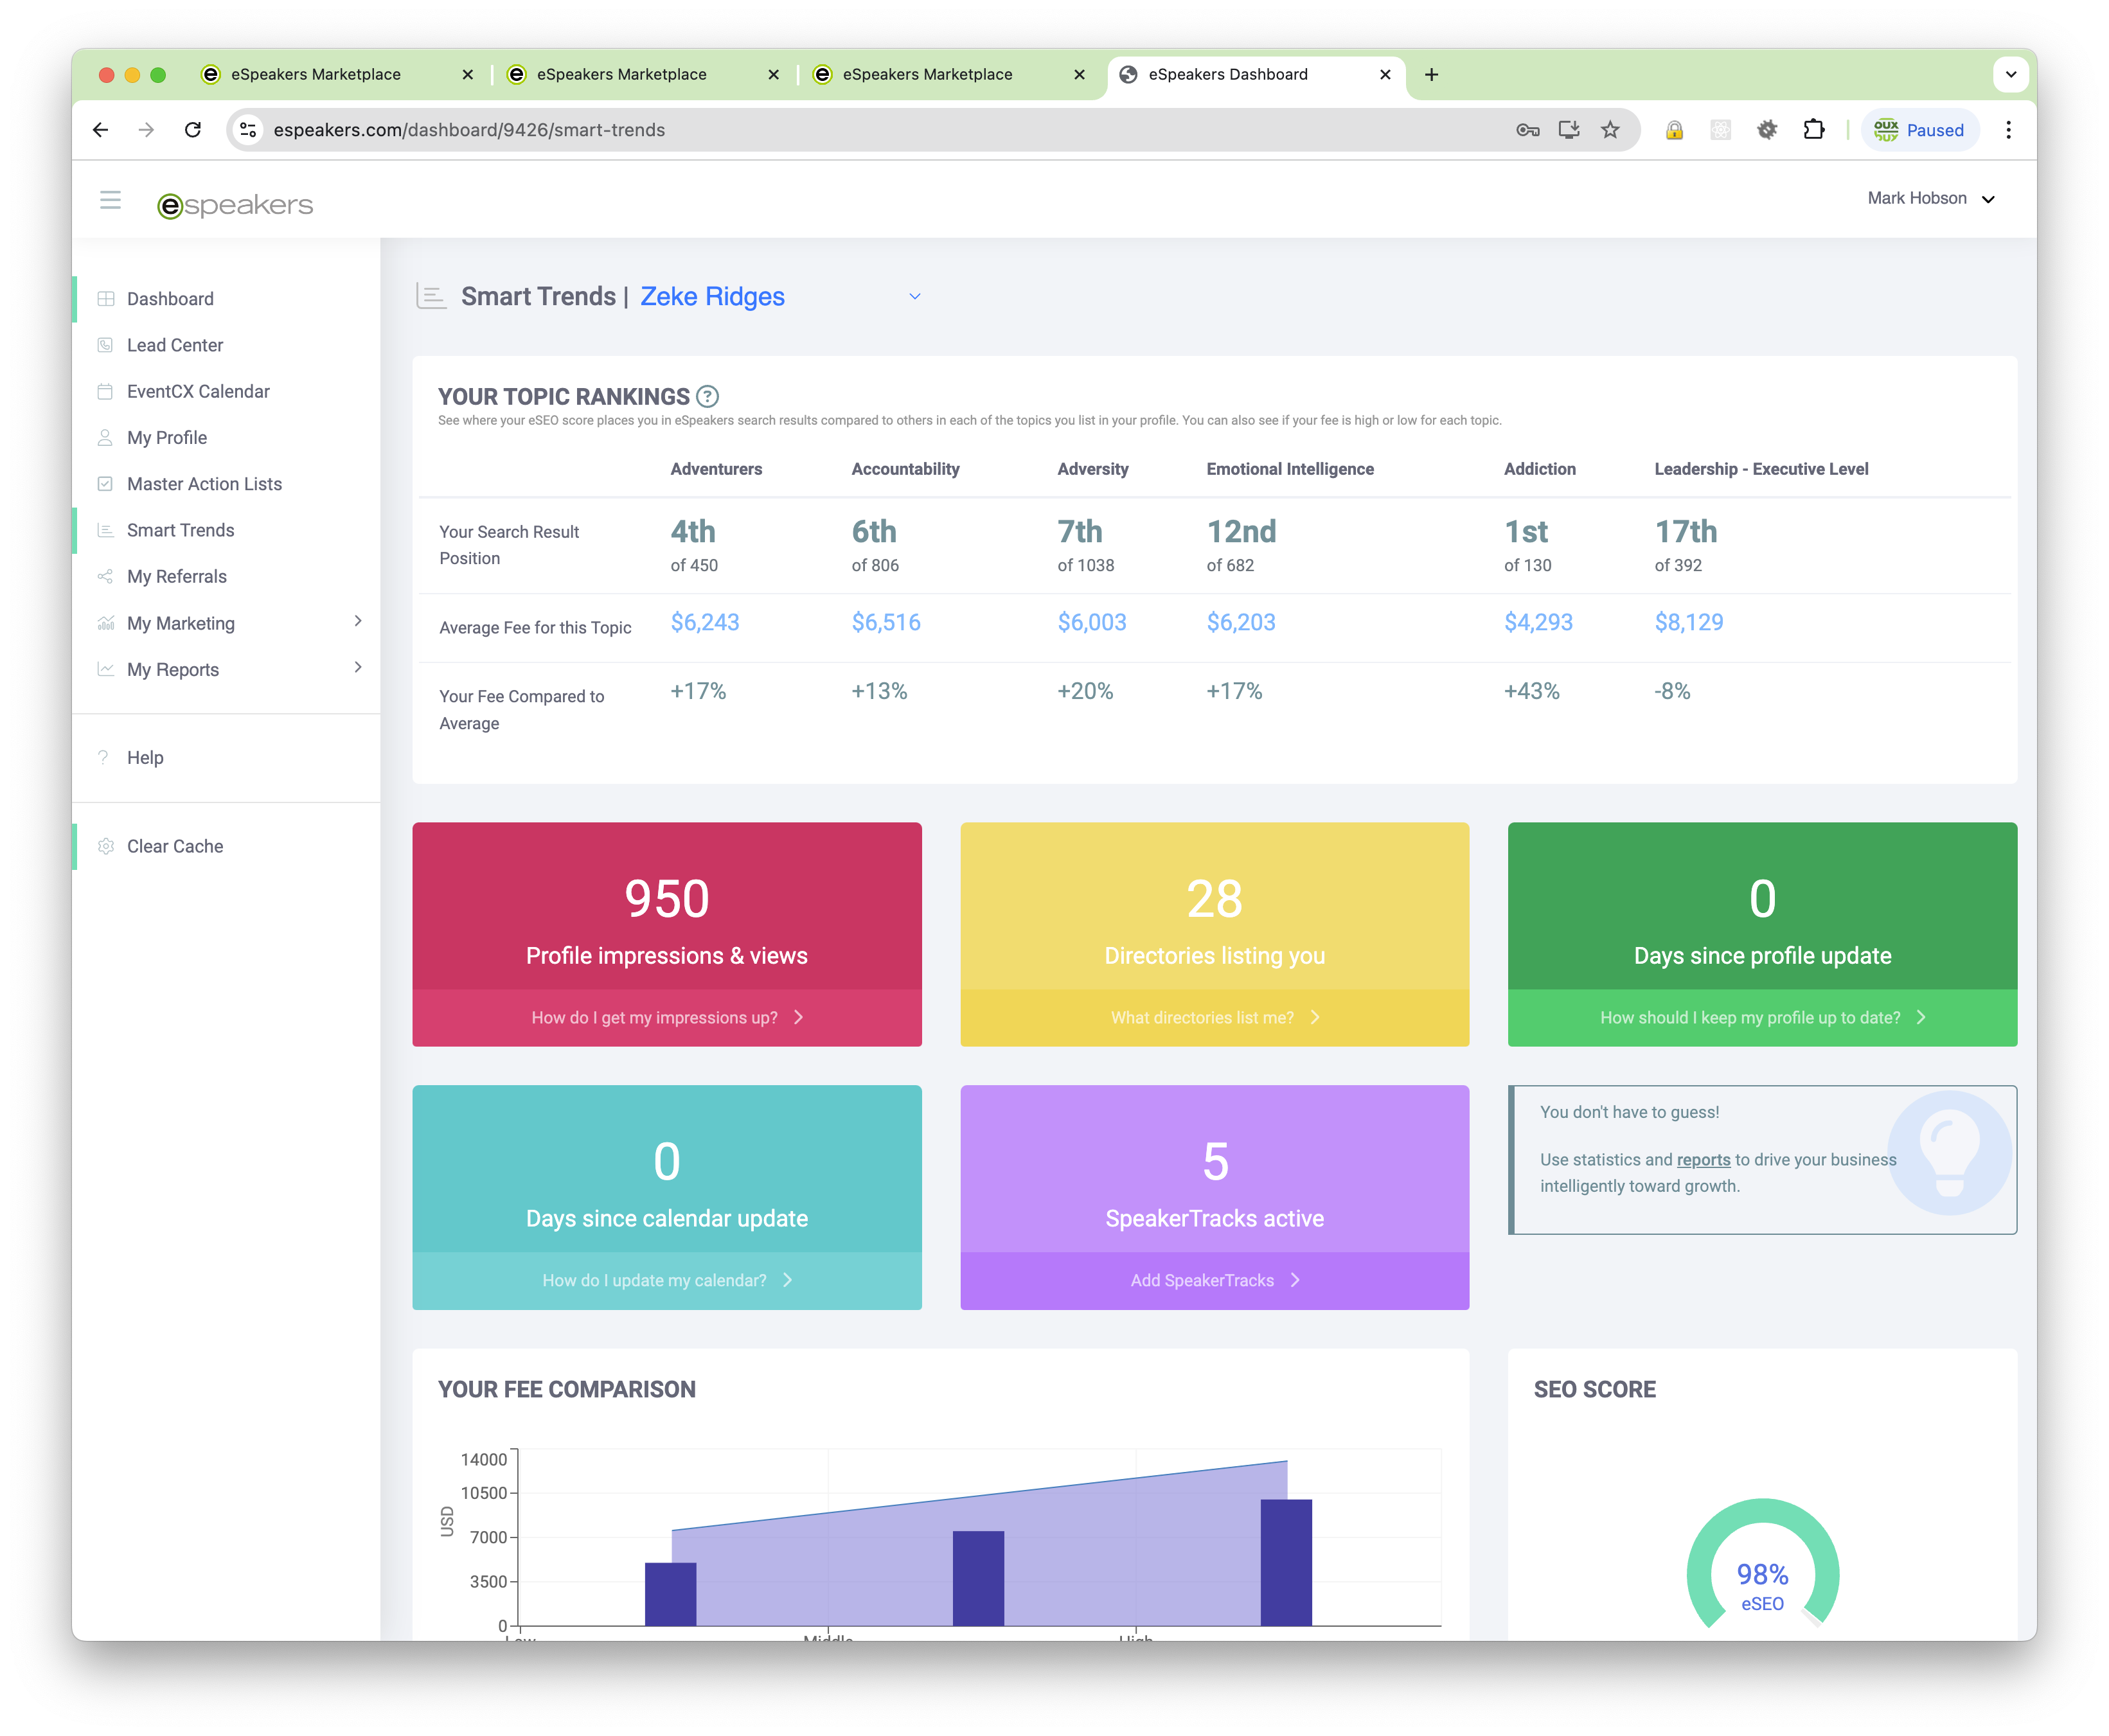 eSpeakers Marketplace
eSpeakers Marketplace
eSpeakers Marketplace
eSpeakers Dashboard
espeakers.com/dashboard/9426/smart-trends
OUX
Paused
espeakers
Mark Hobson
Dashboard
Lead Center
EventCX Calendar
My Profile
Master Action Lists
Smart Trends
My Referrals
My Marketing
My Reports
Help
Clear Cache
Smart Trends | Zeke Ridges
YOUR TOPIC RANKINGS ?
See where your eSEO score places you in eSpeakers search results compared to others in each of the topics you list in your profile. You can also see if your fee is high or low for each topic.
Adventurers Accountability Adversity Emotional Intelligence Addiction Leadership - Executive Level
Your Search Result Position
4th 6th 7th 12nd 1st 17th
of 450 of 806 of 1038 of 682 of 130 of 392
Average Fee for this Topic $6,243 $6,516 $6,003 $6,203 $4,293 $8,129
Your Fee Compared to Average
+17% +13% +20% +17% +43% -8%
950
Profile impressions & views
How do I get my impressions up?
28
Directories listing you
What directories list me?
0
Days since profile update
How should I keep my profile up to date?
0
Days since calendar update
How do I update my calendar?
5
SpeakerTracks active
Add SpeakerTracks
You don't have to guess!
Use statistics and reports to drive your business
intelligently toward growth.
YOUR FEE COMPARISON
USD
14000
10500
7000
3500
0
Low Middle High
SEO SCORE
98%
eSEO